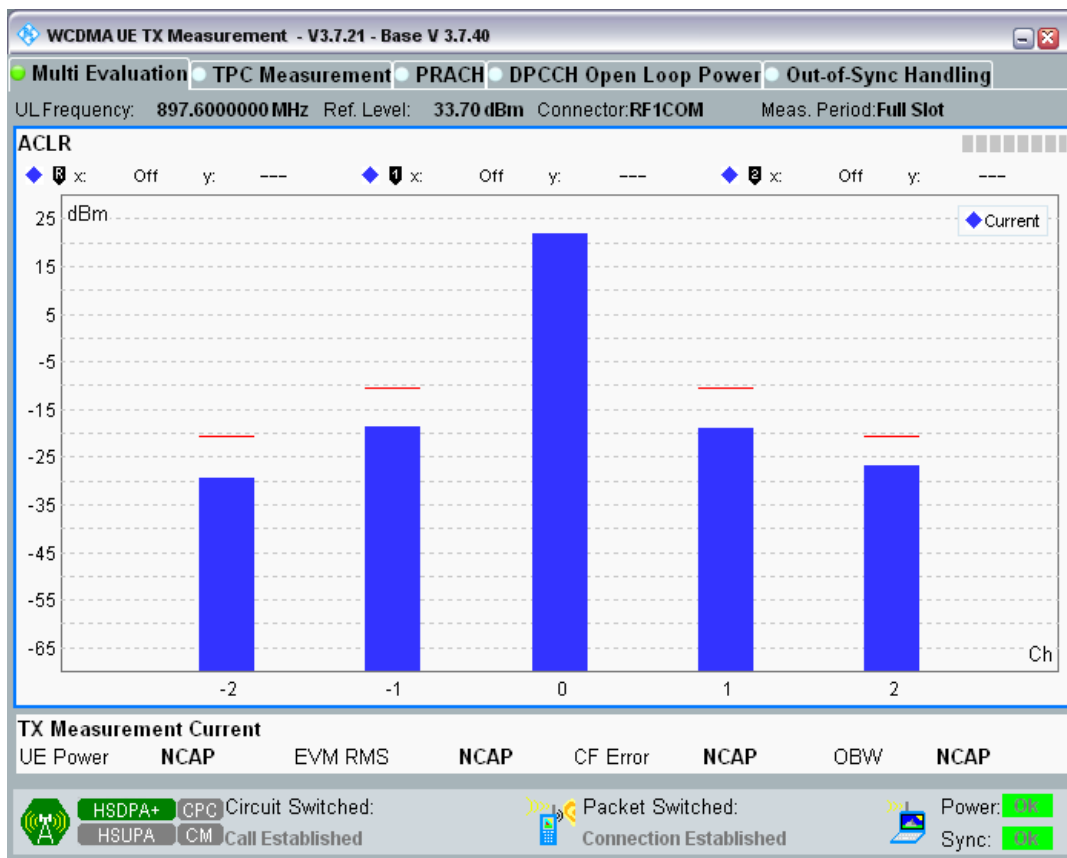 WCDMA UE TX Measurement - V3.7.21 - Base V 3.7.40
Multi Evaluation TPC Measurement PRACH DPCCH Open Loop Power Out-of-Sync Handling
UL Frequency: 897.6000000 MHz Ref. Level: 33.70 dBm Connector:RF1COM Meas. Period:Full Slot
ACLR
R x: Off y: --- 1 x: Off y: --- 2 x: Off y: ---
dBm
Current
25
15
5
-5
-15
-25
-35
-45
-55
-65
Ch
-2 -1 0 1 2
TX Measurement Current
UE Power NCAP EVM RMS NCAP CF Error NCAP OBW NCAP
HSDPA+ CPC Circuit Switched: Packet Switched: Power: Ok
HSUPA CM Call Established Connection Established Sync: Ok